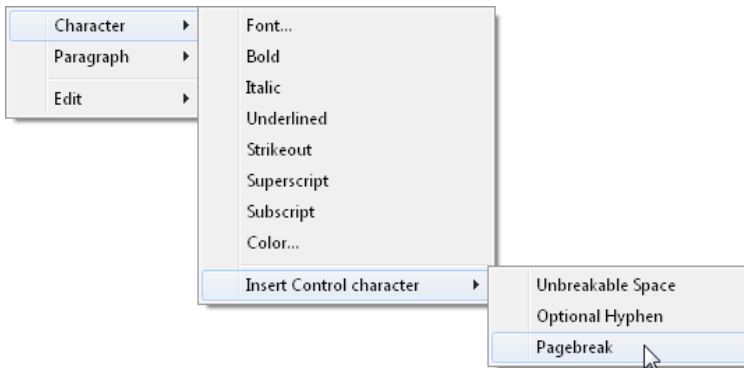 Character
Paragraph
Edit
Font...
Bold
Italic
Underlined
Strikeout
Superscript
Subscript
Color...
Insert Control character
Unbreakable Space
Optional Hyphen
Pagebreak